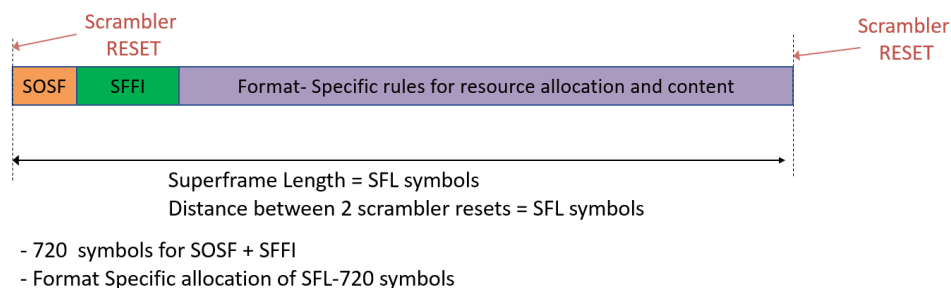 Scrambler
RESET
Scrambler
RESET
SOSF
SFFI
Format- Specific rules for resource allocation and content
Superframe Length = SFL symbols
Distance between 2 scrambler resets = SFL symbols
- 720 symbols for SOSF + SFFI
- Format Specific allocation of SFL-720 symbols